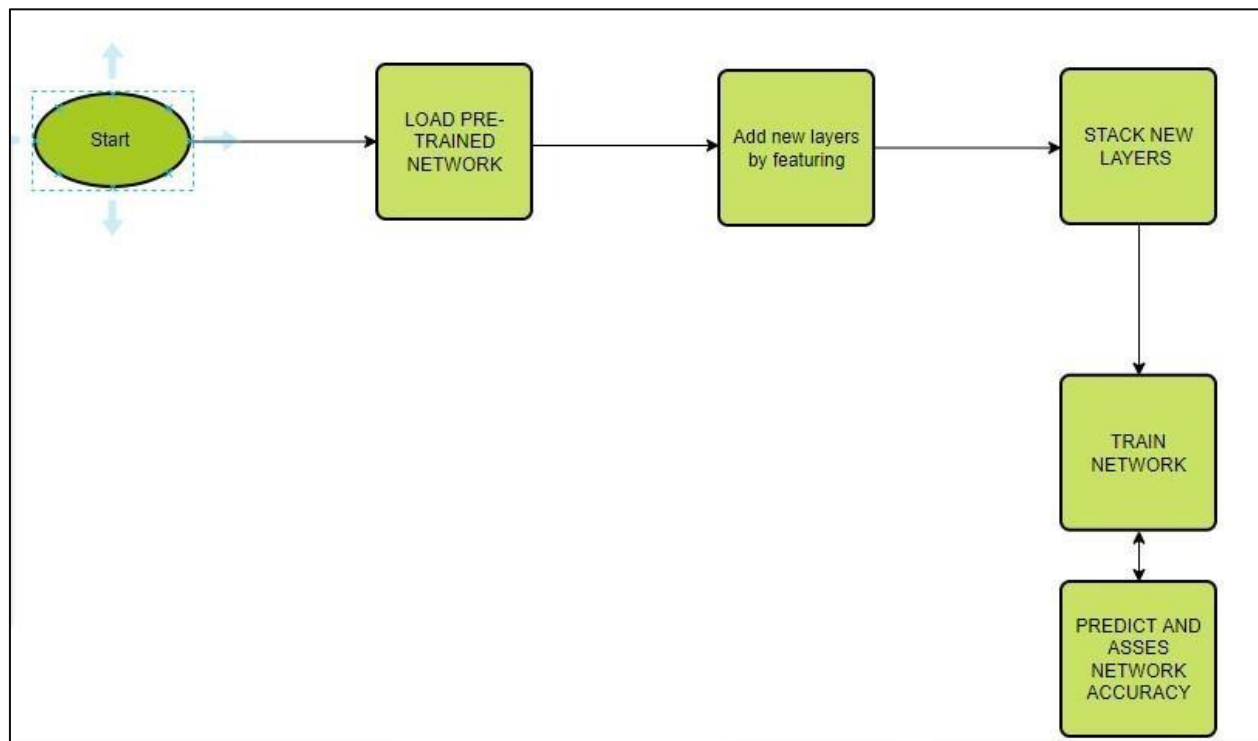 Start
LOAD PRE-
TRAINED
NETWORK
Add new layers
by featuring
STACK NEW
LAYERS
TRAIN
NETWORK
PREDICT AND
ASSES
NETWORK
ACCURACY